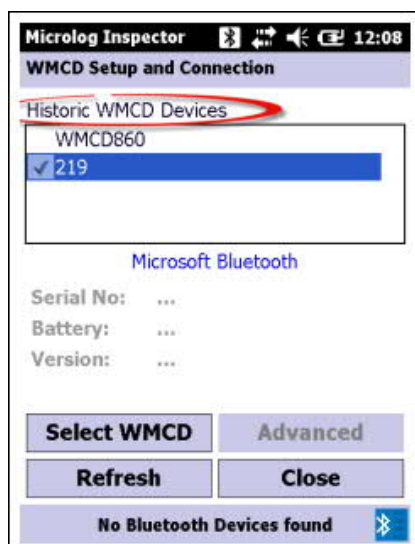 Microlog Inspector 12:08
WMCD Setup and Connection
Historic WMCD Devices
WMCD860
219
Microsoft Bluetooth
Serial No: ...
Battery: ...
Version: ...
Select WMCD Advanced
Refresh Close
No Bluetooth Devices found